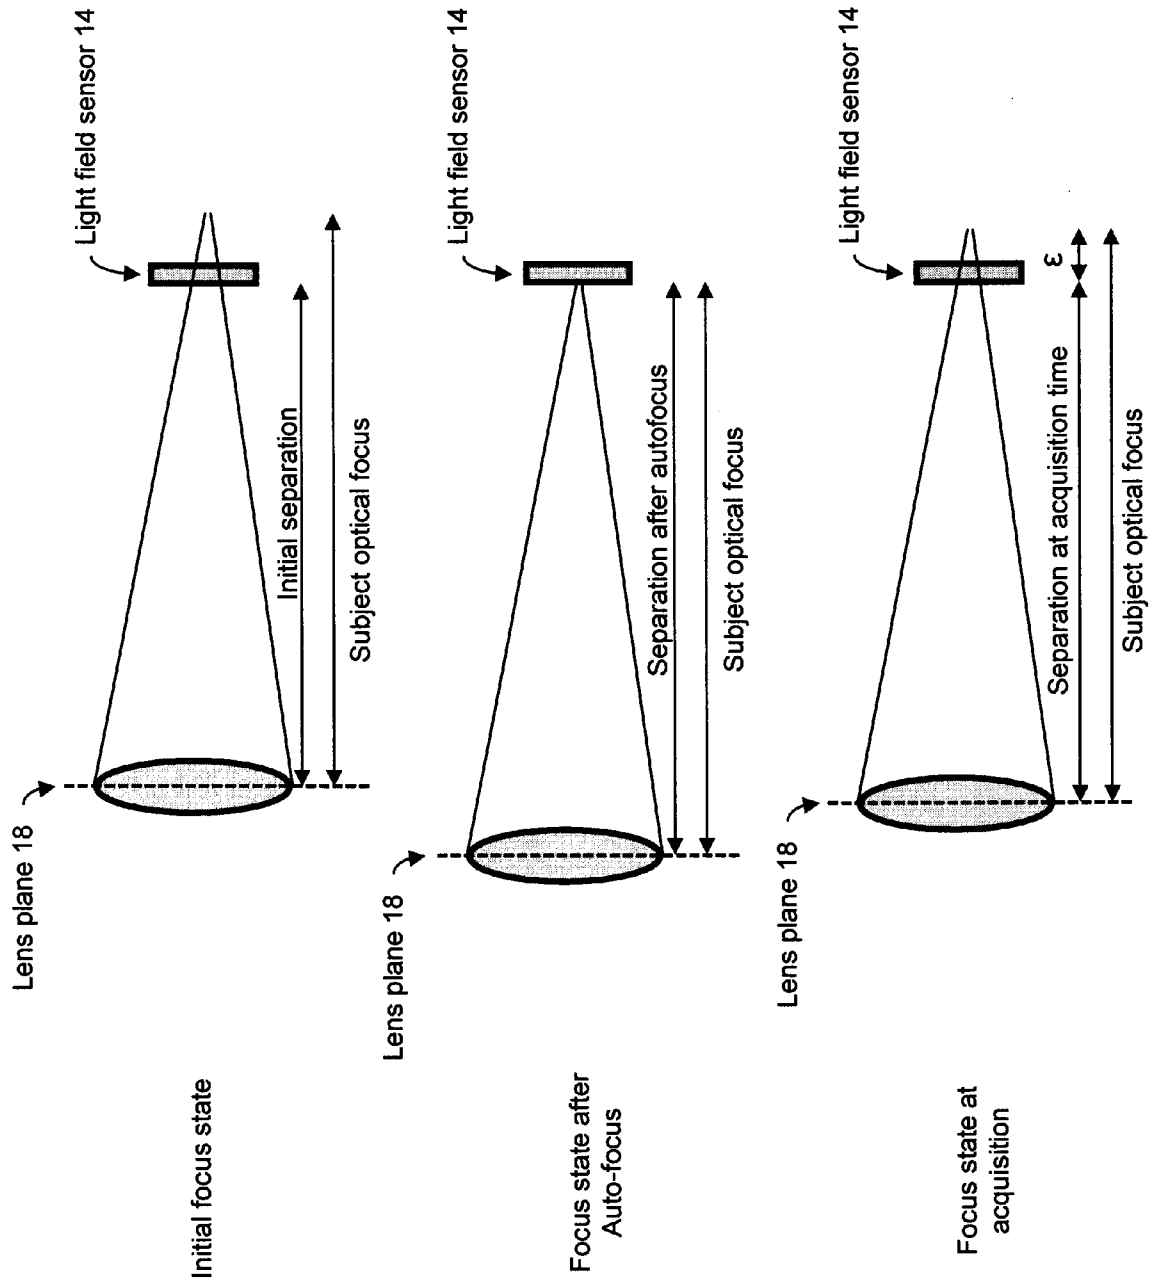 Initial focus state
Lens plane 18
Light field sensor 14
Initial separation
Subject optical focus
Focus state after
Auto-focus
Lens plane 18
Light field sensor 14
Separation after autofocus
Subject optical focus
Focus state at
acquisition
Lens plane 18
Light field sensor 14
Separation at acquisition time
ε
Subject optical focus